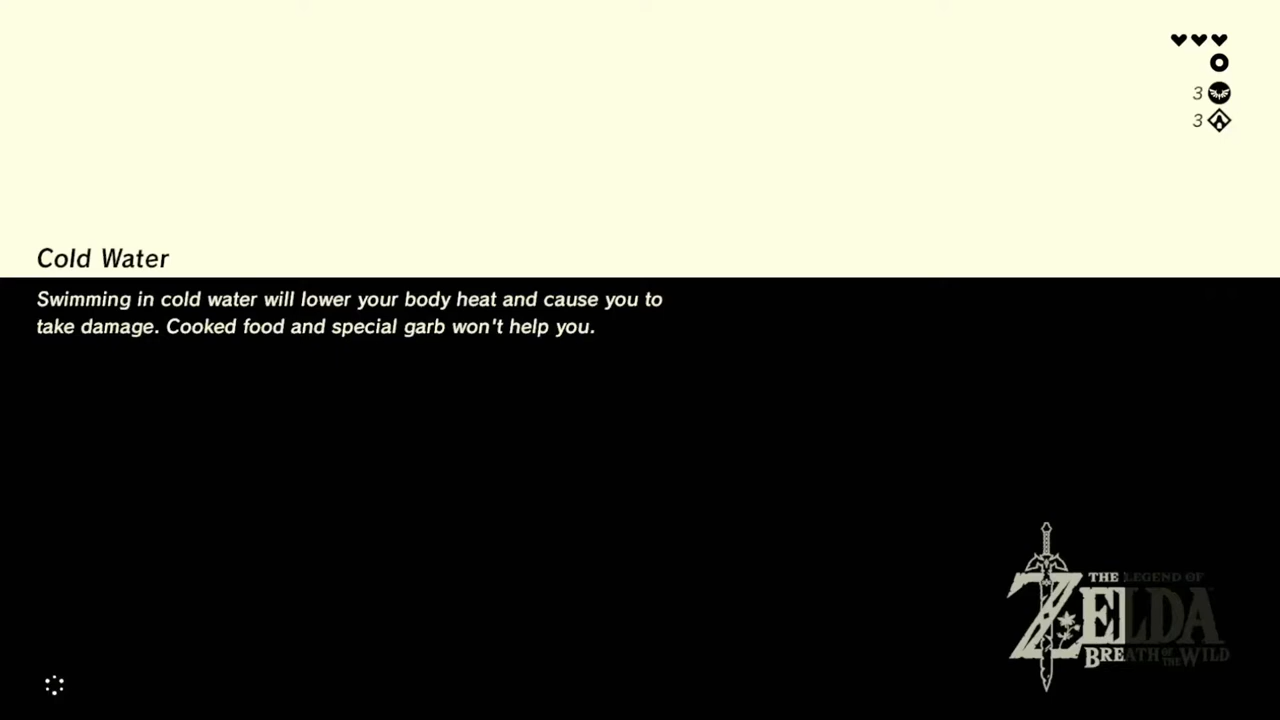 3
3
Cold Water
Swimming in cold water will lower your body heat and cause you to
take damage. Cooked food and special garb won't help you.
THE LEGEND OF
ZELDA
BREATH OF THE WILD